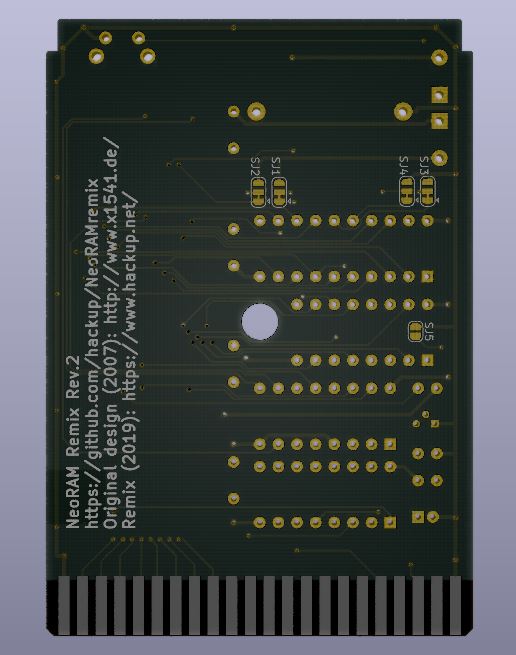 SJ2
SJ1
SJ4
SJ3
SJ5
NeoRAM Remix Rev.2
https://github.com/hackup/NeoRAMremix
Original design (2007): http://www.x1541.de/
Remix (2019): https://www.hackup.net/